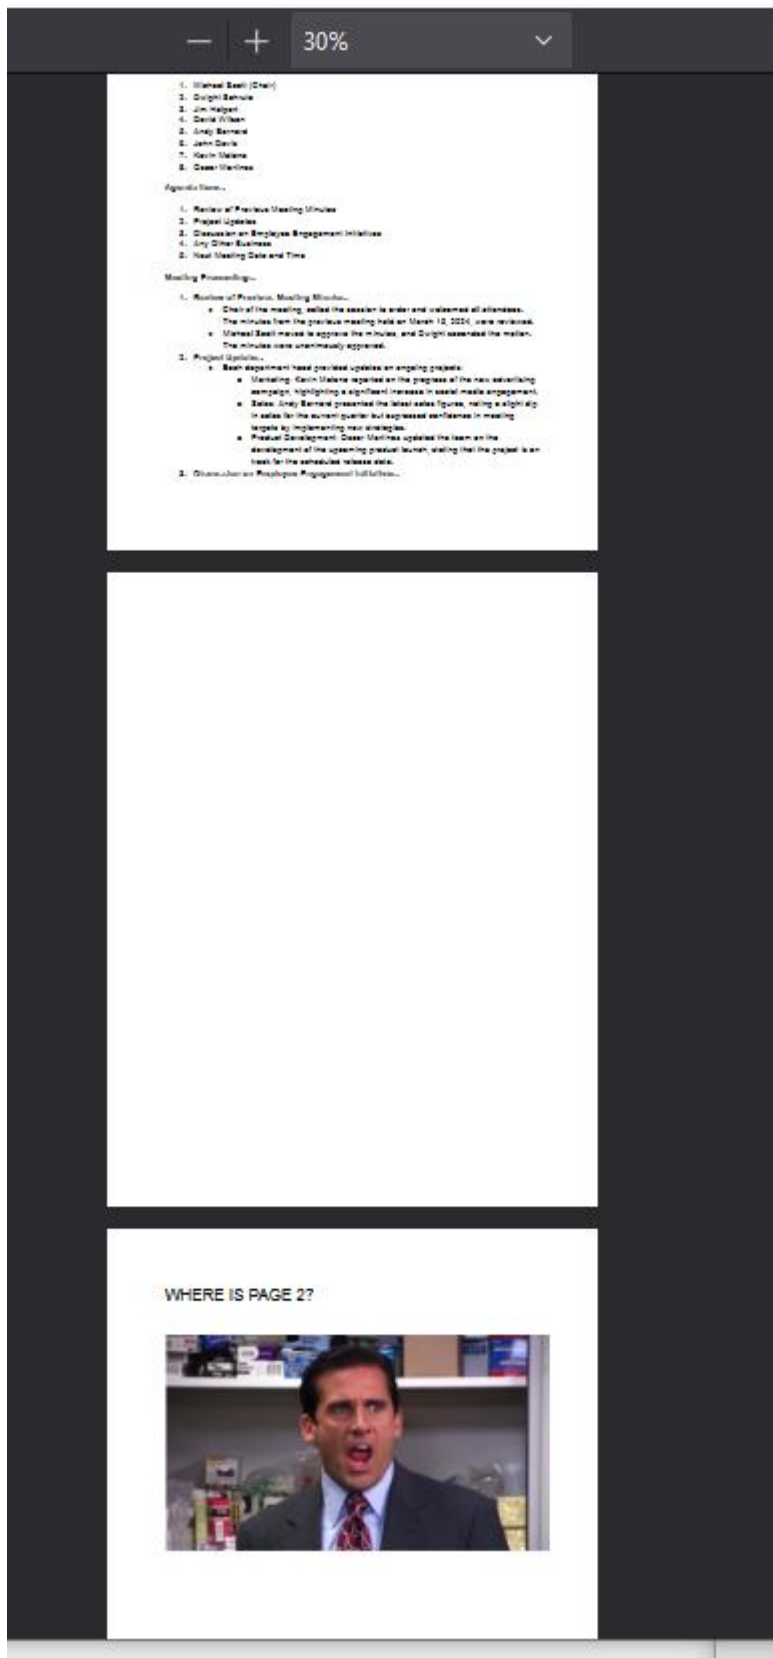 30%
1. Michael Scott (Chair)
2. Dwight Schrute
3. Jim Halpert
4. David Wilson
5. Andy Bernard
6. John Davis
7. Kevin Malone
8. Oscar Martinez
Agenda Items
1. Review of Previous Meeting Minutes
2. Project Updates
3. Discussion on Employee Engagement Initiatives
4. Any Other Business
5. Next Meeting Date and Time
Meeting Proceedings
1. Review of Previous Meeting Minutes
Chair of the meeting, called the session to order and welcomed all attendees.
The minutes from the previous meeting held on March 2024, were reviewed.
Michael Scott moved to approve the minutes, and Dwight seconded the motion.
The minutes were unanimously approved.
2. Project Updates
Each department head provided updates on ongoing projects:
Marketing: Kevin Malone reported on the progress of the new advertising
campaign, highlighting a significant increase in social media engagement.
Sales: Andy Bernard presented the latest sales figures, noting a slight dip
in sales for the current quarter but expressed confidence in meeting
targets by implementing new strategies.
Product Development: Oscar Martinez updated the team on the
development of the upcoming product launch, stating that the project is on
track for the scheduled release date.
3. Discussion on Employee Engagement Initiatives
WHERE IS PAGE 2?